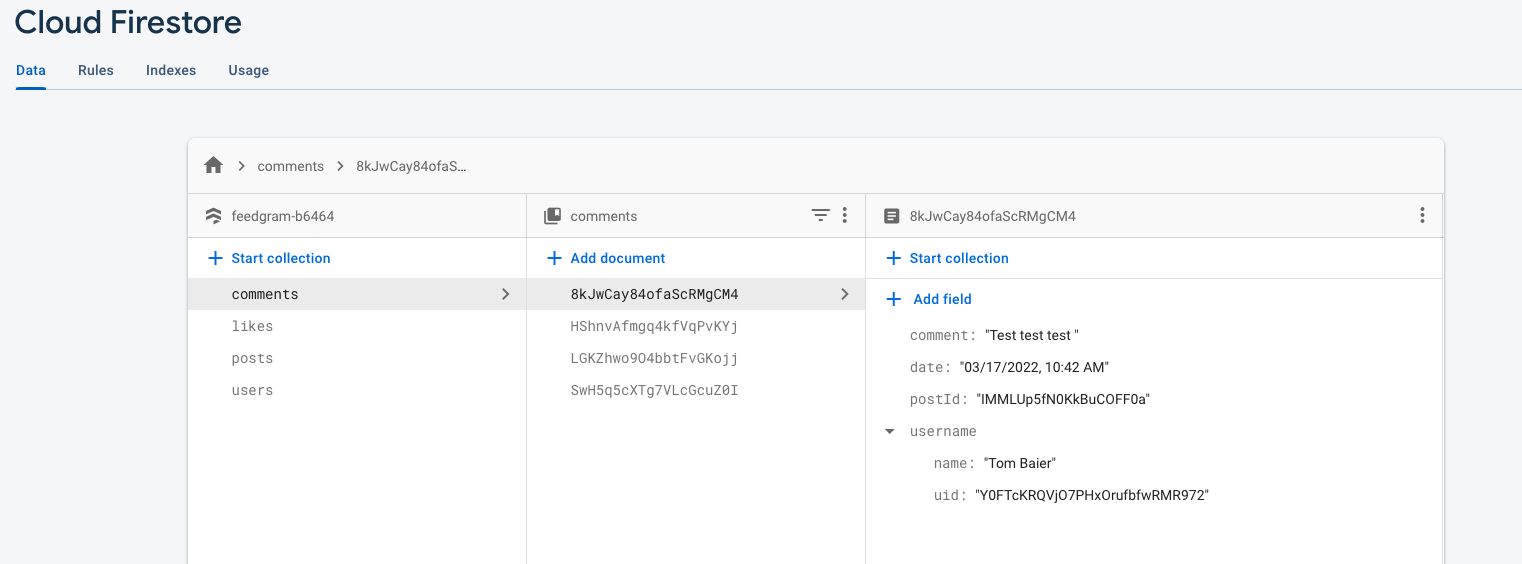 Cloud Firestore
Data Rules Indexes Usage
comments 8kJwCay84ofaS...
feedgram-b6464
Start collection
comments
likes
posts
users
comments
Add document
8kJwCay84ofaScRMgCM4
HShnvAfmgq4kfVqPvKYj
LGKZhwo9O4bbtFvGKojj
SwH5q5cXTg7VLcGcuZ0I
8kJwCay84ofaScRMgCM4
Start collection
Add field
comment: "Test test test "
date: "03/17/2022, 10:42 AM"
postId: "IMMLUp5fN0KkBuCOFF0a"
username
name: "Tom Baier"
uid: "Y0FTcKRQVjO7PHxOrufbfwRMR972"